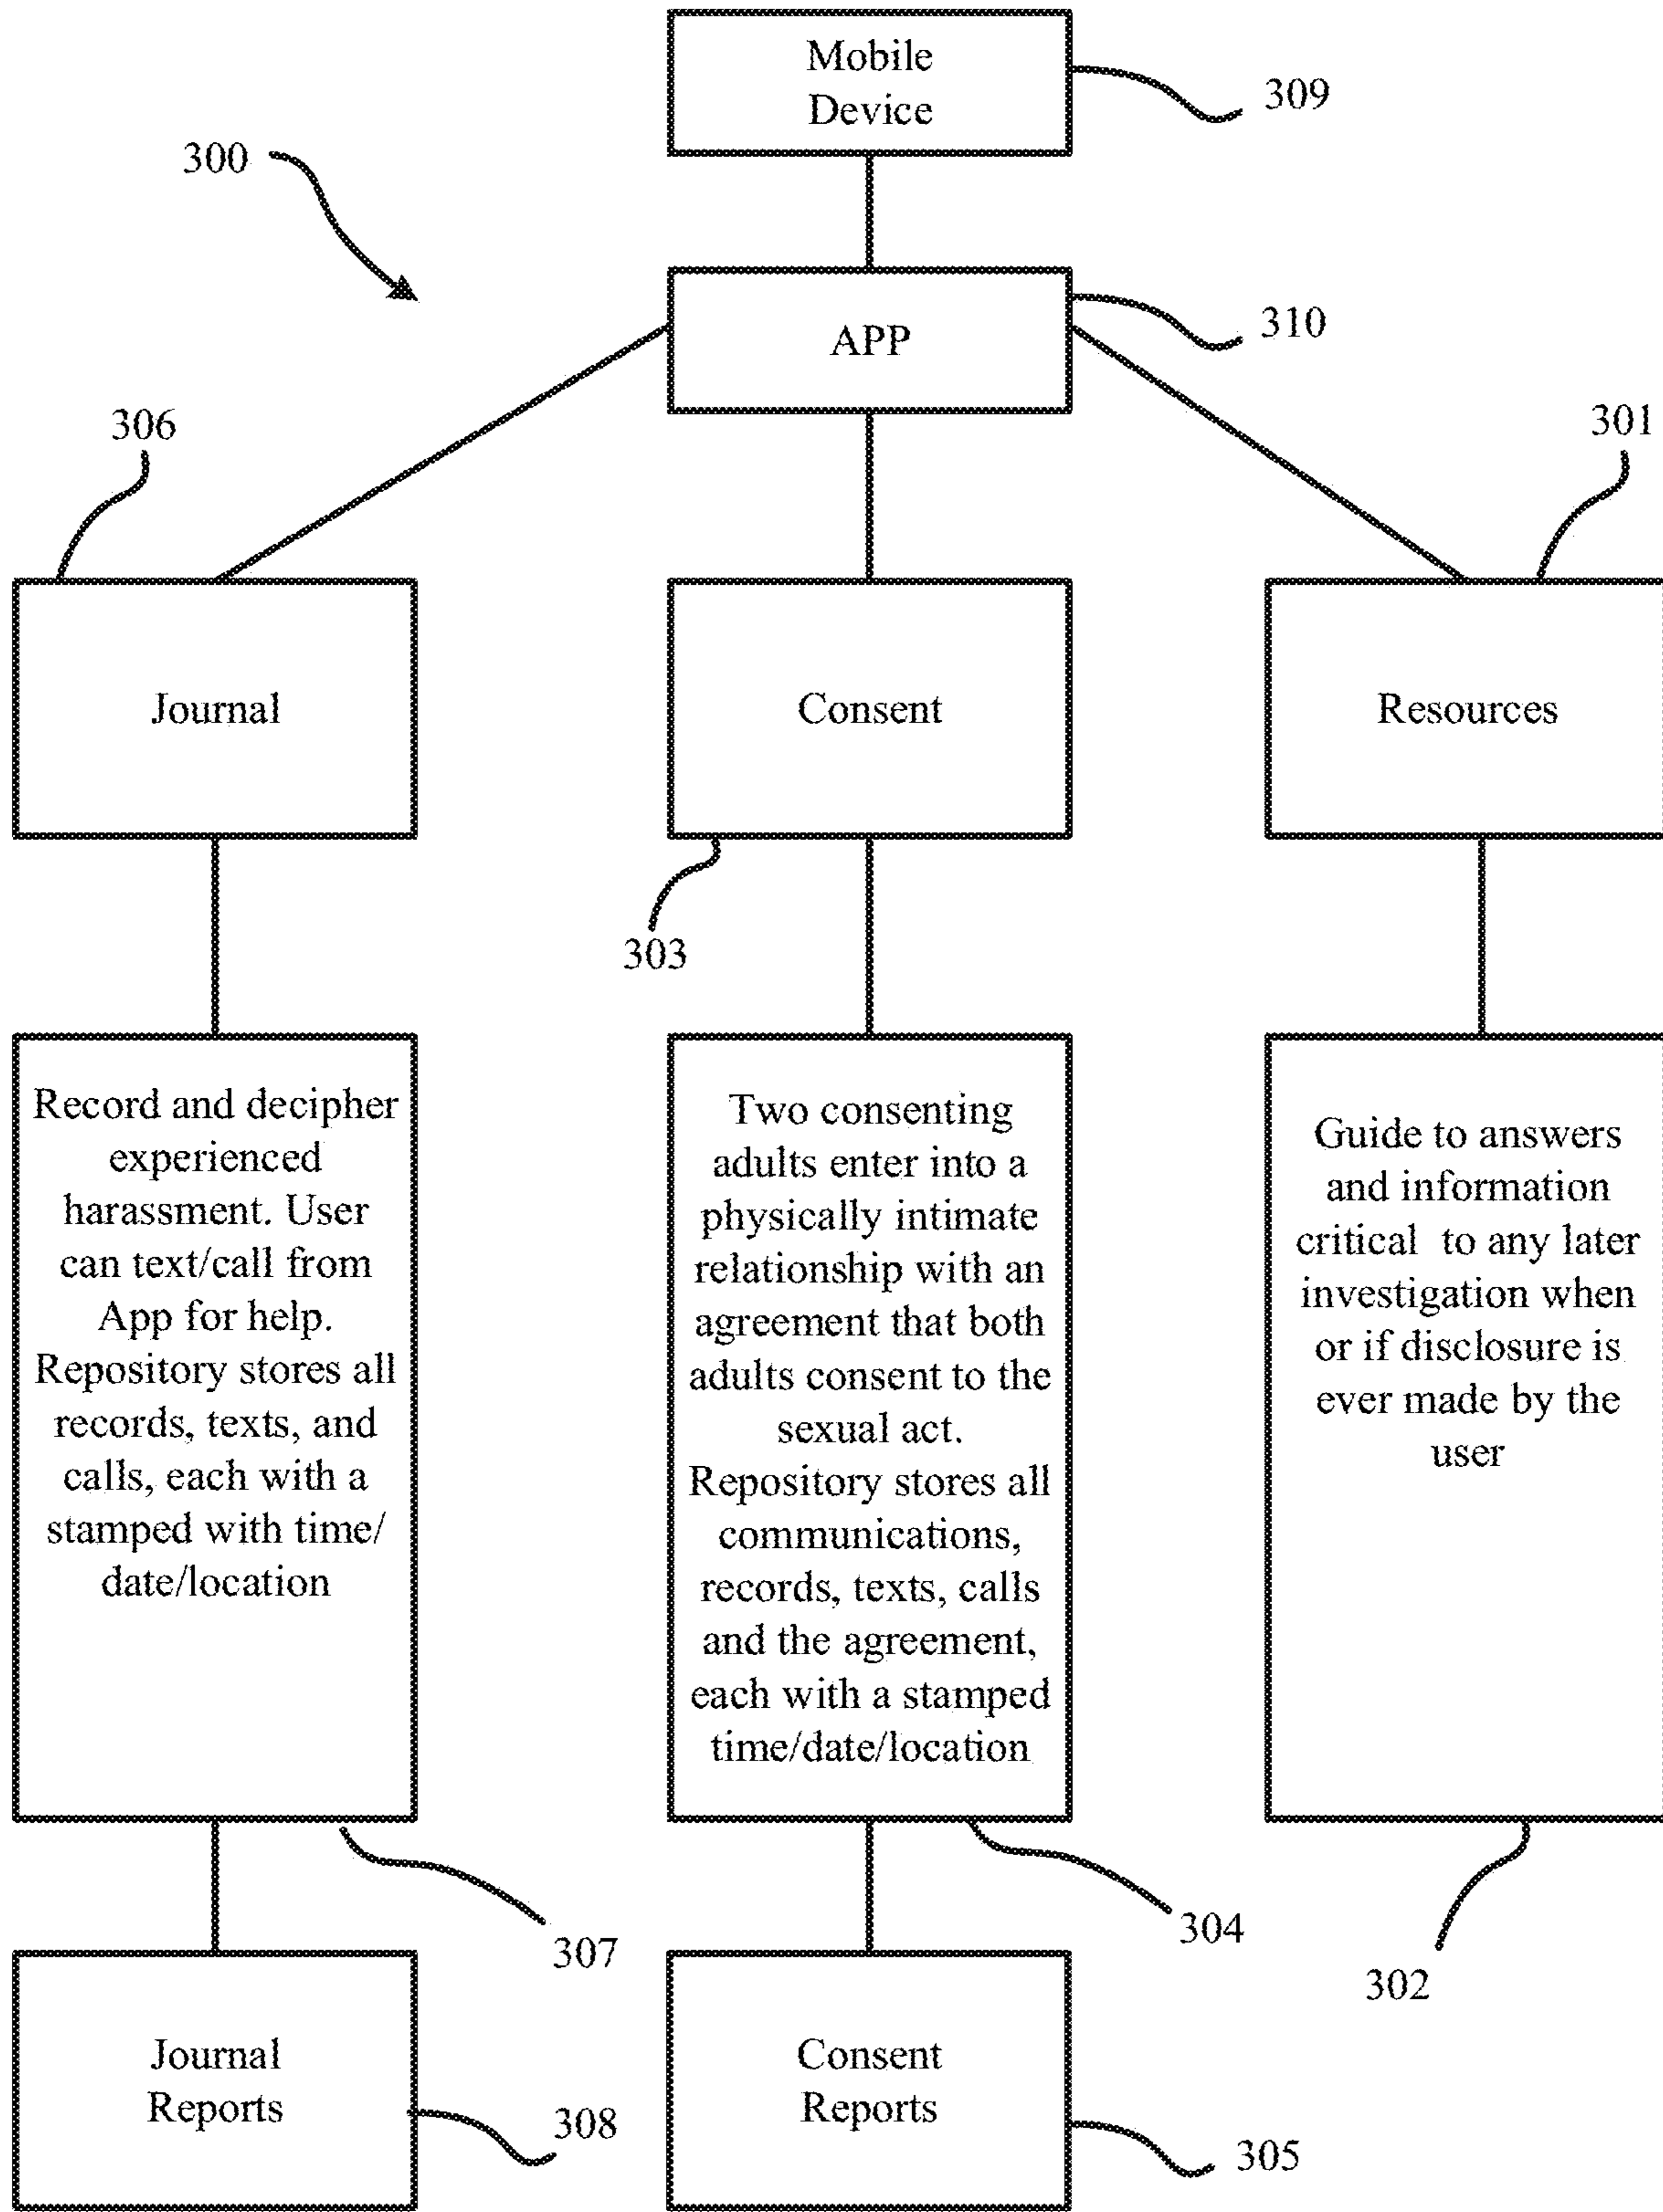 Mobile
Device
309
300
APP
310
306
301
Journal
Consent
Resources
303
Record and decipher
experienced
harassment. User
can text/call from
App for help.
Repository stores all
records, texts, and
calls, each with a
stamped with time/
date/location
Two consenting
adults enter into a
physically intimate
relationship with an
agreement that both
adults consent to the
sexual act.
Repository stores all
communications,
records, texts, calls
and the agreement,
each with a stamped
time/date/location
Guide to answers
and information
critical to any later
investigation when
or if disclosure is
ever made by the
user
307
304
302
Journal
Reports
308
Consent
Reports
305